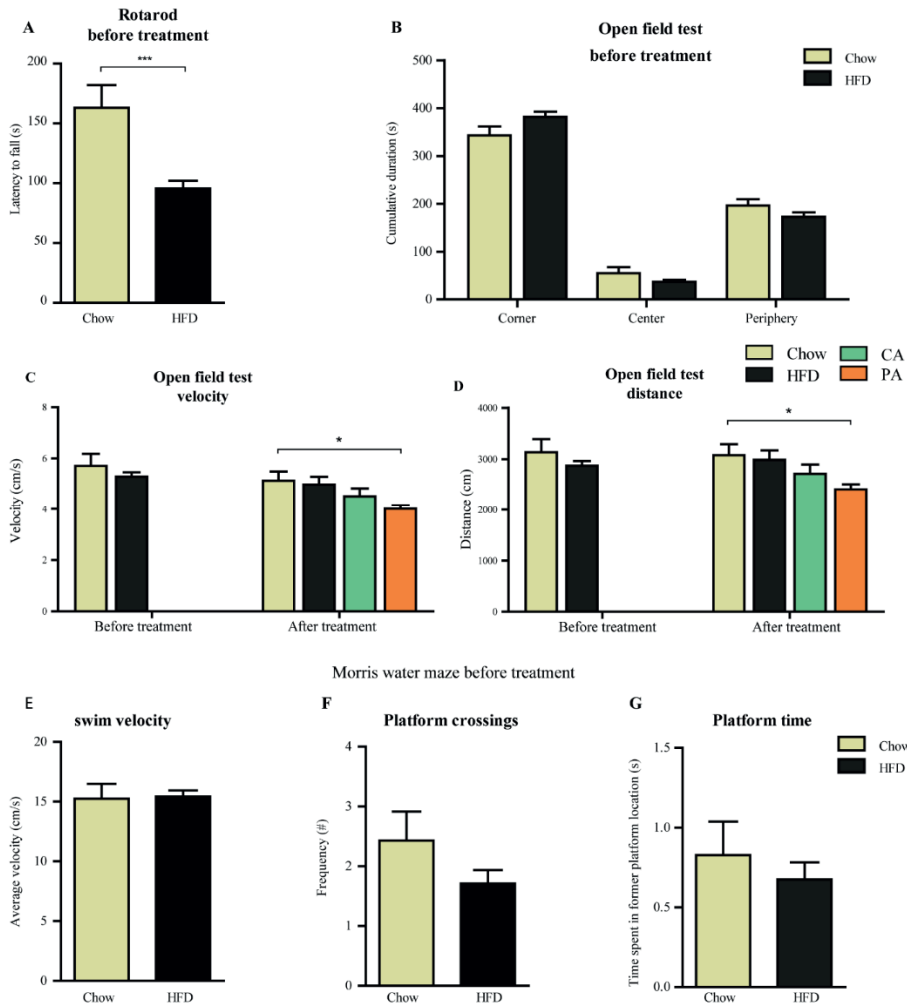 A
Rotarod
before treatment
***
200
150
100
50
0
Latency to fall (s)
Chow HFD
B
Open field test
before treatment
Chow
HFD
500
400
300
200
100
0
Cumulative duration (s)
Corner Center Periphery
Chow CA
HFD PA
C
Open field test
velocity
*
8
6
4
2
0
Velocity (cm/s)
Before treatment After treatment
D
Open field test
distance
*
4000
3000
2000
1000
0
Distance (cm)
Before treatment After treatment
Morris water maze before treatment
E
swim velocity
20
15
10
5
0
Average velocity (cm/s)
Chow HFD
F
Platform crossings
4
3
2
1
0
Frequency (#)
Chow HFD
G
Platform time
Chow
HFD
1.5
1.0
0.5
0.0
Time spent in former platform location (s)
Chow HFD